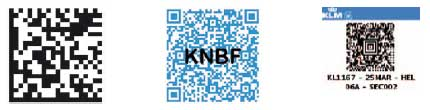 KNBF
KLM
KL1167 - 25MAR - HEL
06A - SEC002